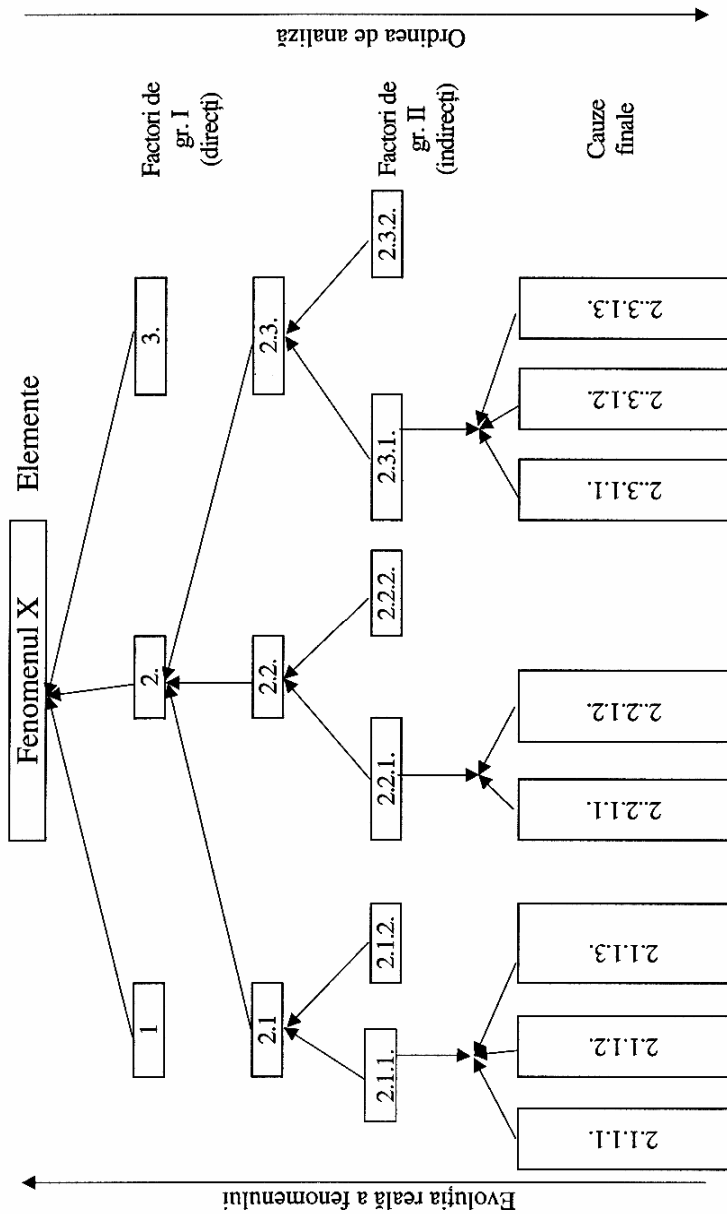 Fenomenul X
Elemente
1
2.
3.
Factori de
gr. I
(direcți)
2.1
2.2.
2.3.
2.1.1.
2.1.2.
2.2.1.
2.2.2.
2.3.1.
2.3.2.
Factori de
gr. II
(indirecți)
2.1.1.1.
2.1.1.2.
2.1.1.3.
2..2.1.1.
2..2.1.2.
2..3.1.1.
2..3.1.2.
2..3.1.3.
Cauze
finale
Evoluția reală a fenomenului
Ordinea de analiză